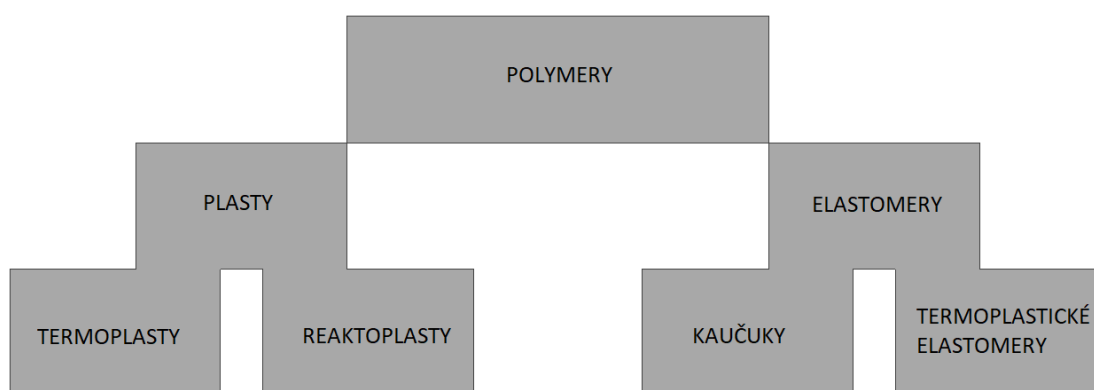 POLYMERY
PLASTY
ELASTOMERY
TERMOPLASTY
REAKTOPLASTY
KAUČUKY
TERMOPLASTICKÉ
ELASTOMERY